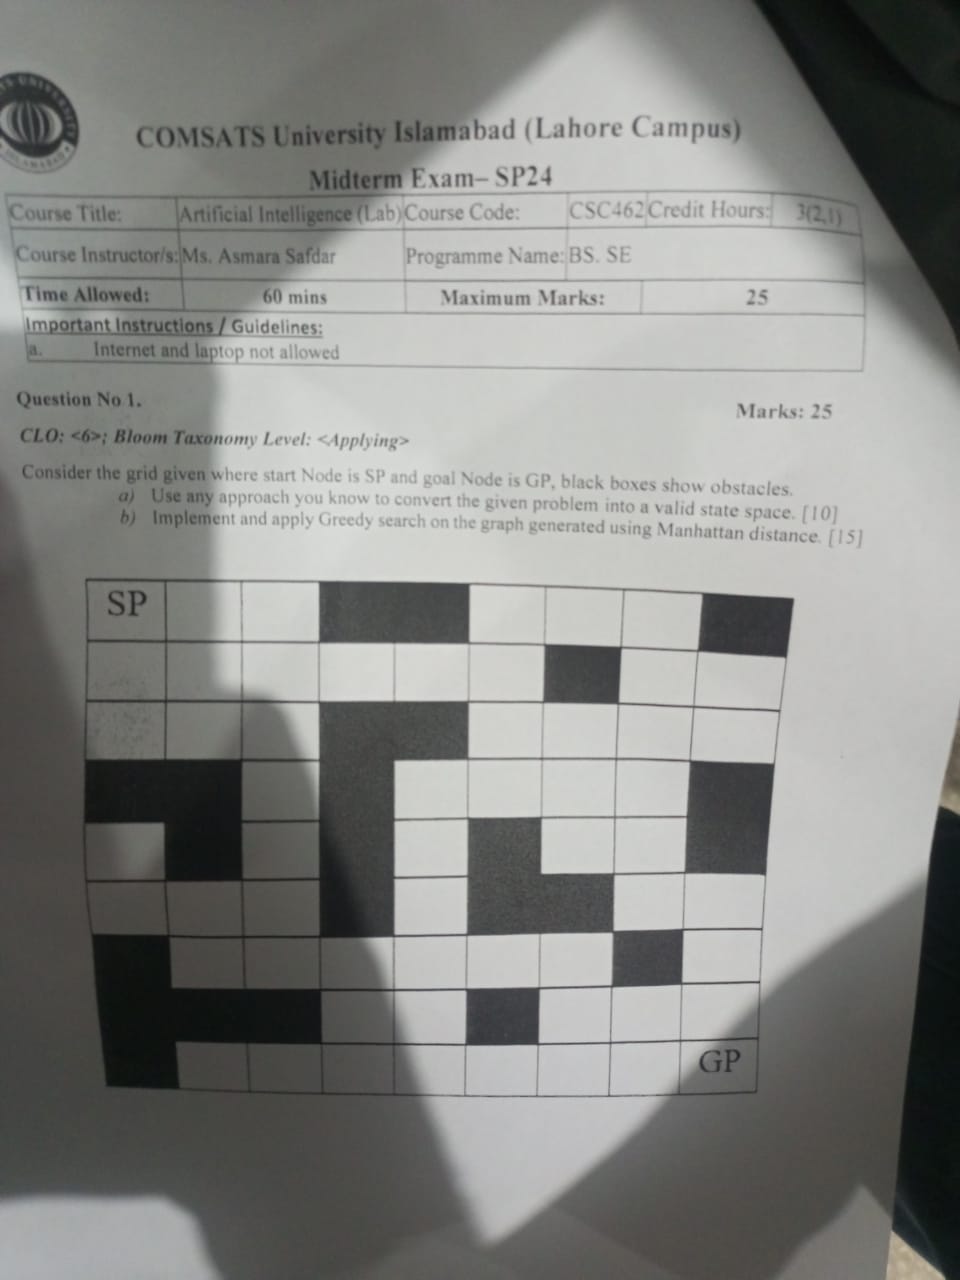 COMSATS University Islamabad (Lahore Campus)
Midterm Exam– SP24
Course Title: Artificial Intelligence (Lab) Course Code: CSC462 Credit Hours: 3(2,1)
Course Instructor/s: Ms. Asmara Safdar Programme Name: BS. SE
Time Allowed: 60 mins Maximum Marks: 25
Important Instructions / Guidelines:
a. Internet and laptop not allowed
Question No 1. Marks: 25
CLO: <6>; Bloom Taxonomy Level: <Applying>
Consider the grid given where start Node is SP and goal Node is GP, black boxes show obstacles.
a) Use any approach you know to convert the given problem into a valid state space. [10]
b) Implement and apply Greedy search on the graph generated using Manhattan distance. [15]
SP
GP